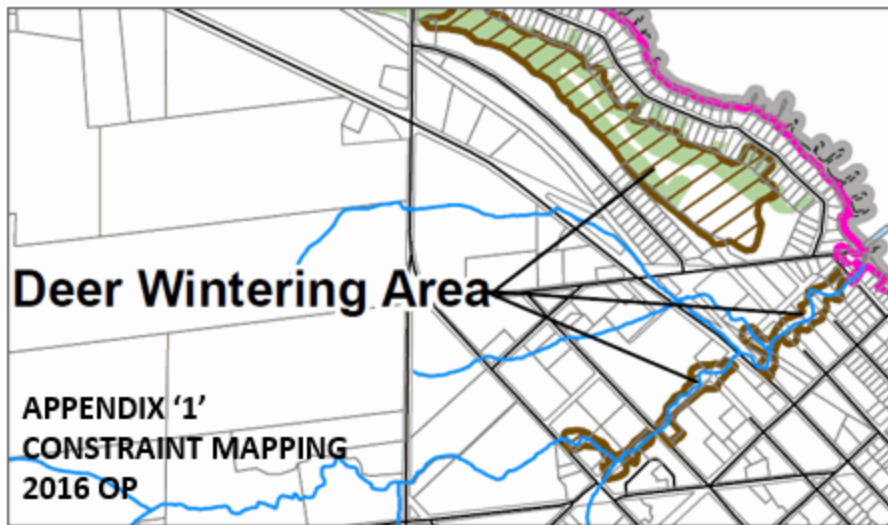 Deer Wintering Area
APPENDIX ‘1’
CONSTRAINT MAPPING
2016 OP